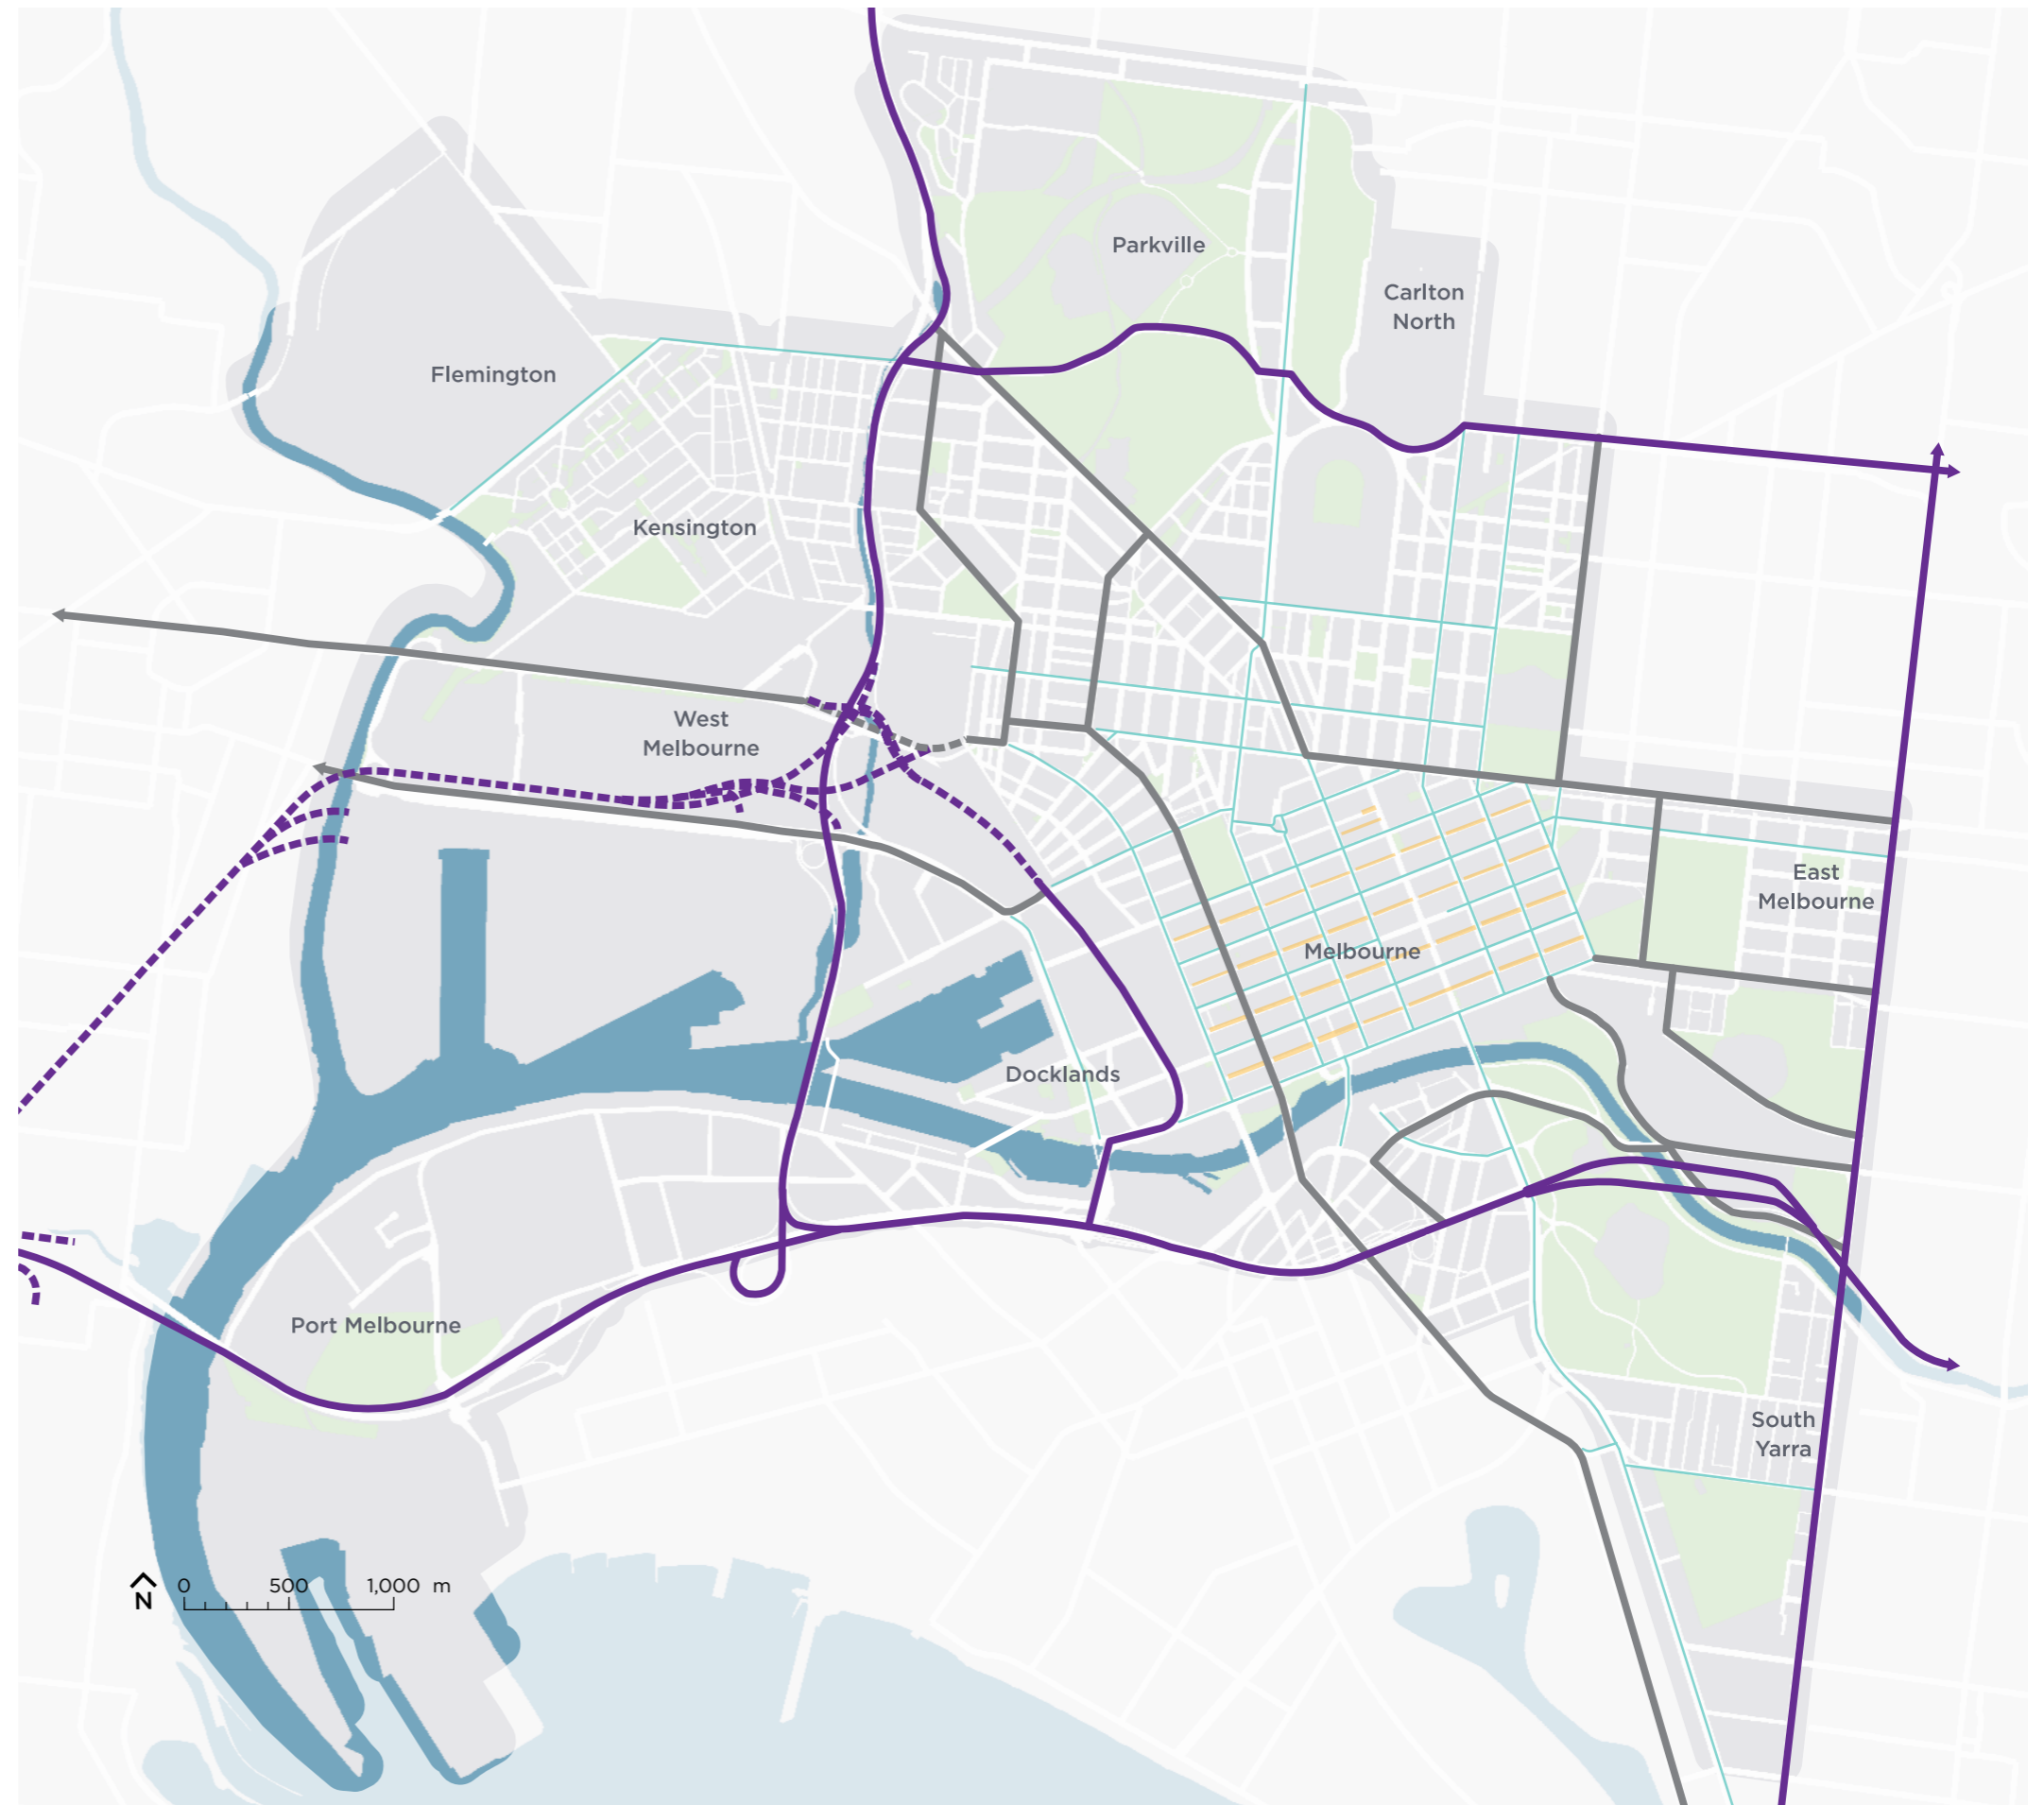 Parkville
Carlton
North
Flemington
Kensington
West
Melbourne
East
Melbourne
Melbourne
Docklands
Port Melbourne
South
Yarra
N
0 500 1,000 m